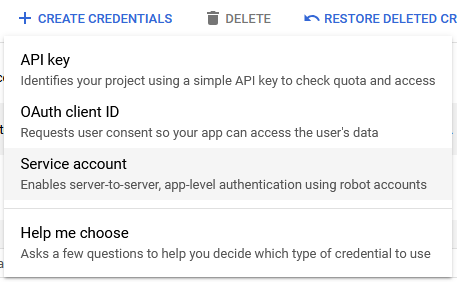 CREATE CREDENTIALS DELETE RESTORE DELETED CR
API key
Identifies your project using a simple API key to check quota and access
OAuth client ID
Requests user consent so your app can access the user's data
Service account
Enables server-to-server, app-level authentication using robot accounts
Help me choose
Asks a few questions to help you decide which type of credential to use